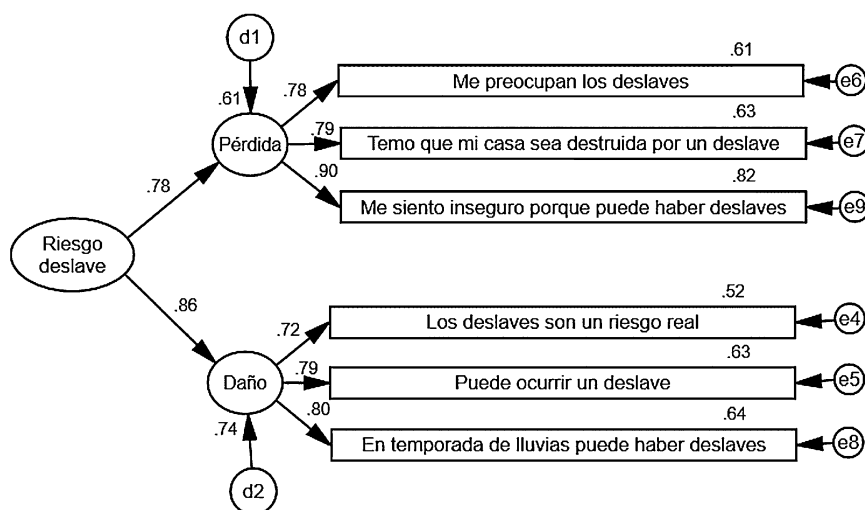 d1
.61
.61
.78
Me preocupan los deslaves
e6
.63
Pérdida
.79
Temo que mi casa sea destruida por un deslave
e7
.90
.82
.78
Me siento inseguro porque puede haber deslaves
e9
Riesgo
deslave
.86
.52
.72
Los deslaves son un riesgo real
e4
.63
Daño
.79
Puede ocurrir un deslave
e5
.80
.64
.74
En temporada de lluvias puede haber deslaves
e8
d2